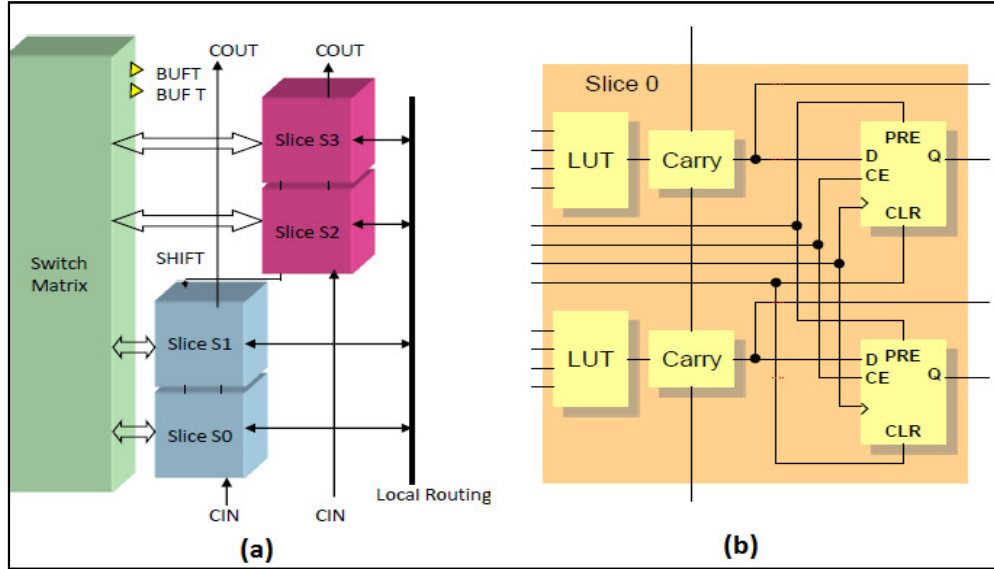 COUT
COUT
BUFT
BUF T
Slice S3
Slice S2
Switch
Matrix
SHIFT
Slice S1
Slice S0
Local Routing
CIN
CIN
(a)
Slice 0
LUT
Carry
PRE
D
Q
CE
CLR
LUT
Carry
PRE
D
Q
CE
CLR
(b)